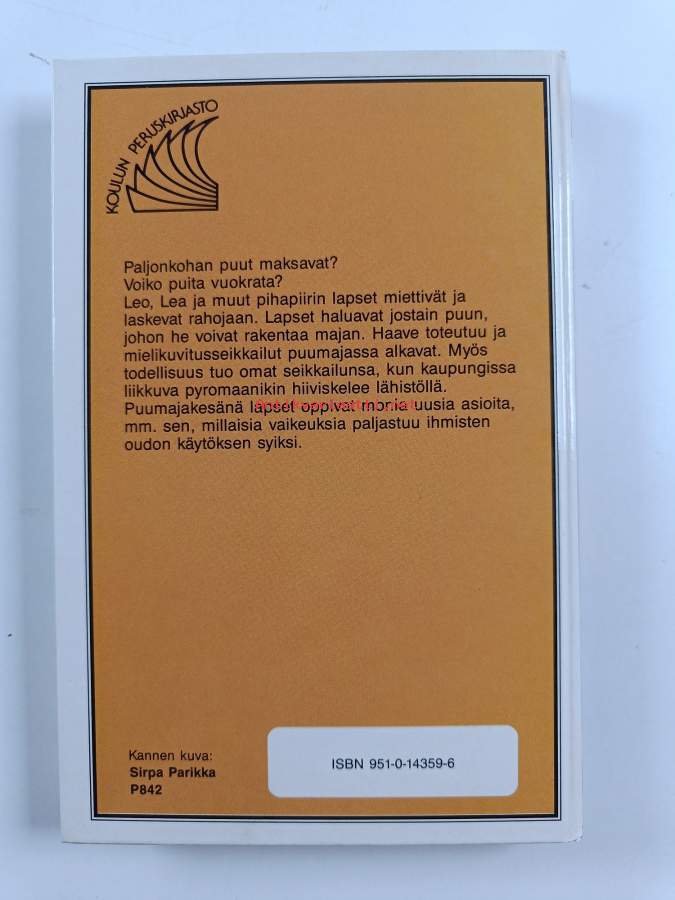 KOULUN PERUSKIRJASTO
Paljonkohan puut maksavat?
Voiko puita vuokrata?
Leo, Lea ja muut pihapiirin lapset miettivät ja
laskevat rahojaan. Lapset haluavat jostain puun,
johon he voivat rakentaa majan. Haave toteutuu ja
mielikuvitusseikkailut puumajassa alkavat. Myös
todellisuus tuo omat seikkailunsa, kun kaupungissa
liikkuva pyromaanikin hiiviskelee lähistöllä.
Puumajakesänä lapset oppivat monia uusia asioita,
mm. sen, millaisia vaikeuksia paljastuu ihmisten
oudon käytöksen syiksi.
Kannen kuva:
Sirpa Parikka
P842
ISBN 951-0-14359-6